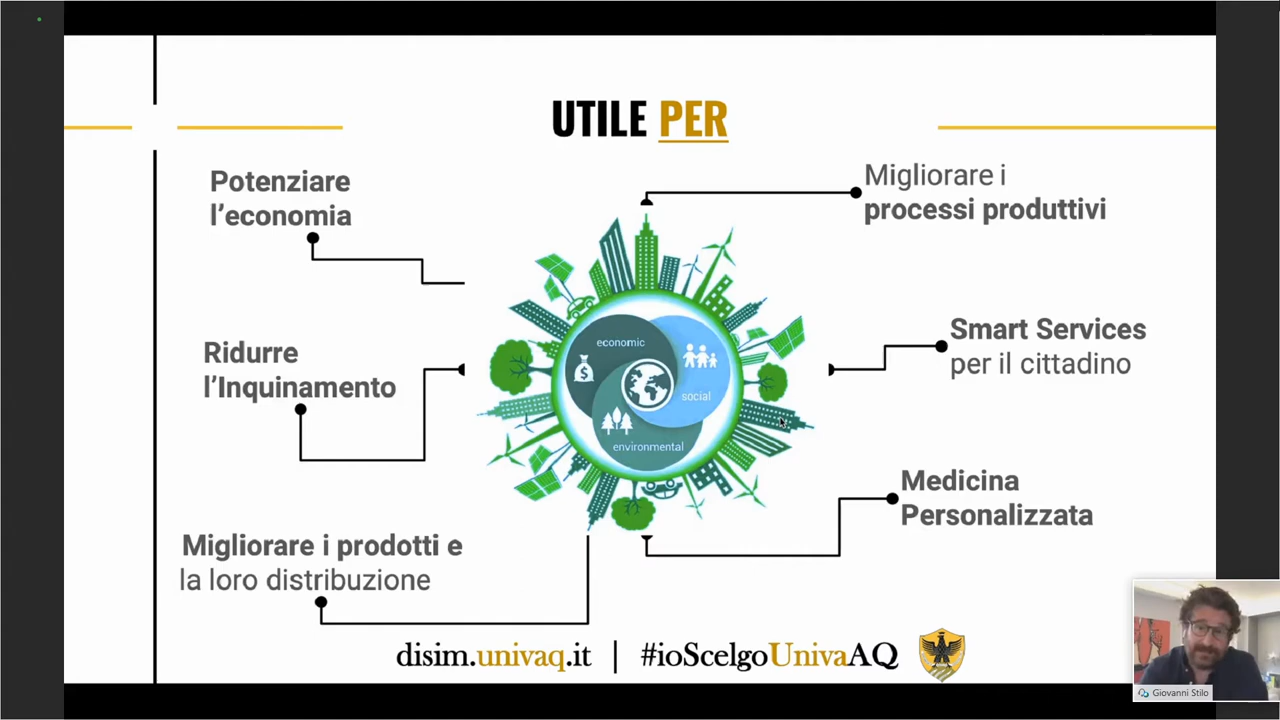 UTILE PER
Potenziare
l'economia
Migliorare i
processi produttivi
Ridurre
l'Inquinamento
Smart Services
per il cittadino
Migliorare i prodotti e
la loro distribuzione
Medicina
Personalizzata
economic
$
social
environmental
disim.univaq.it | #ioScelgoUnivaAQ
Giovanni Stilo